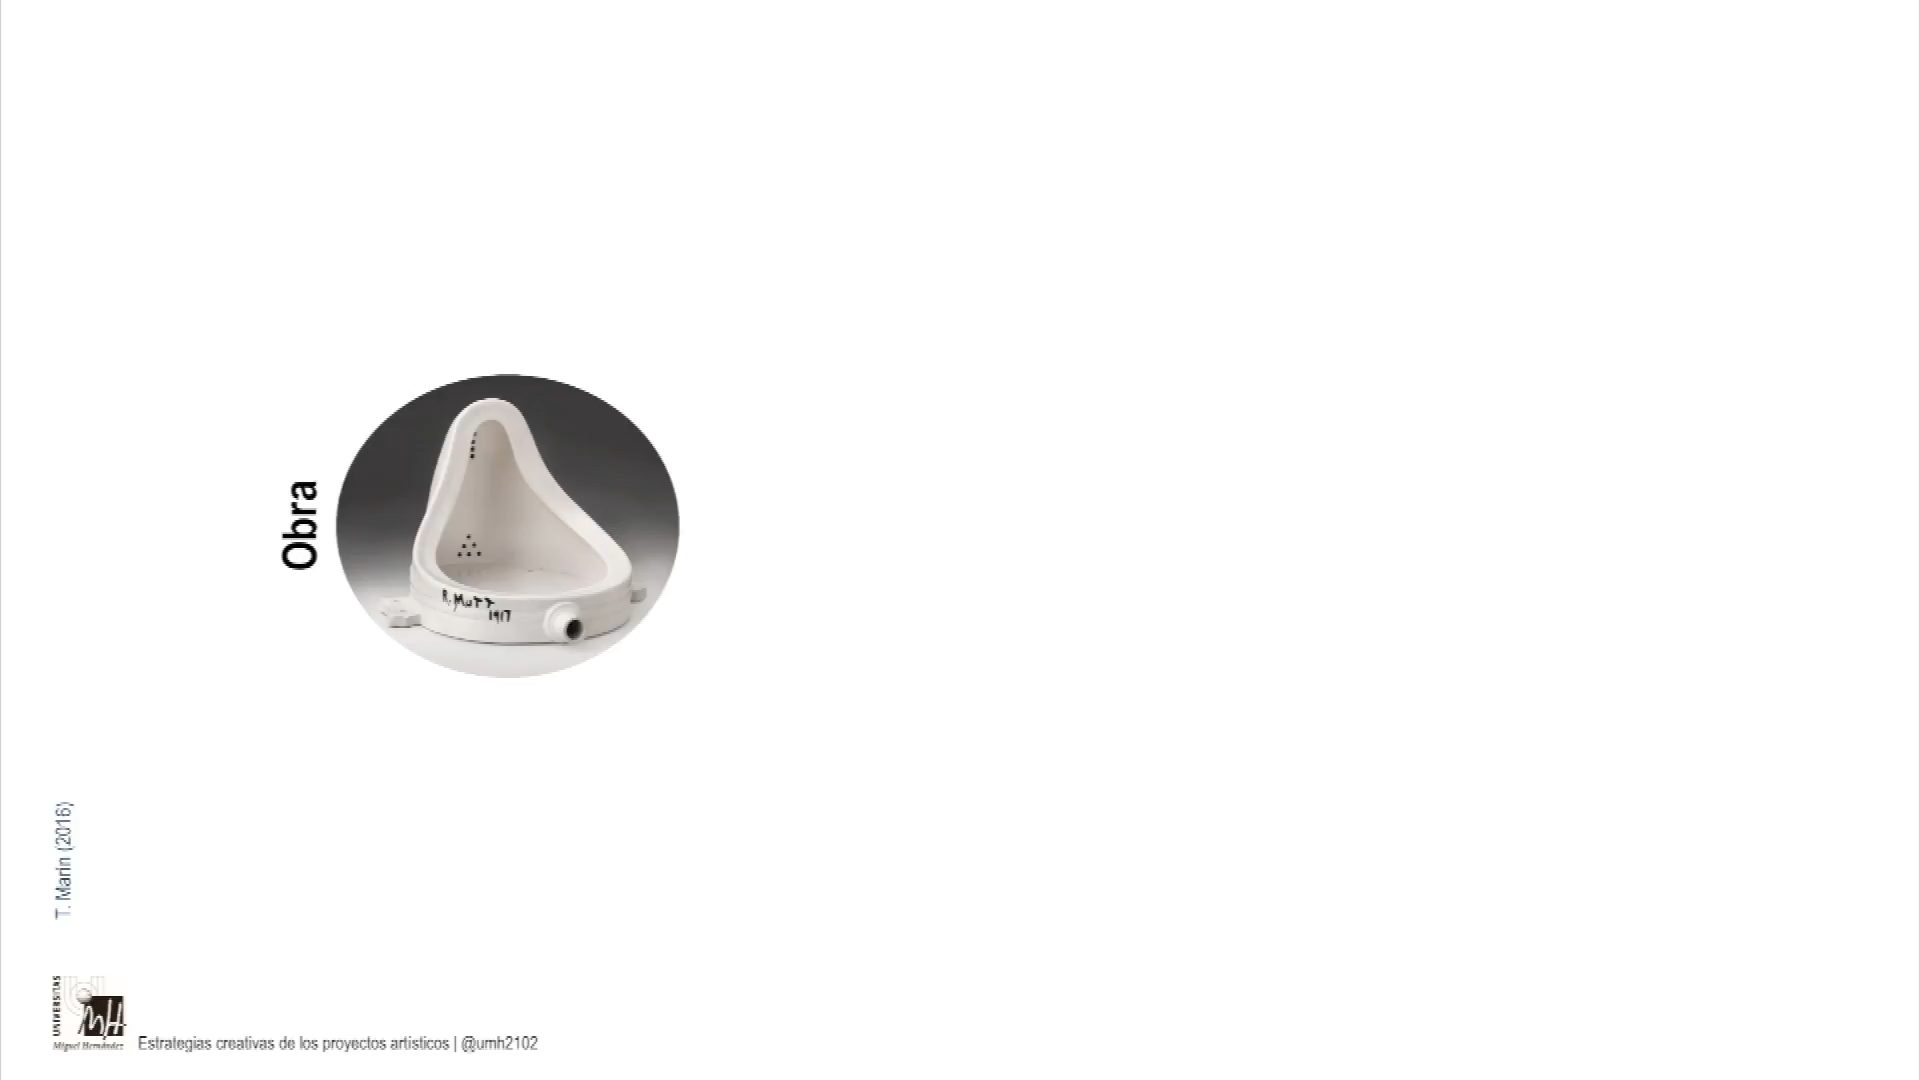 Obra
R. MUTT
1917
T. Marín (2016)
UNIVERSITAS
Miguel Hernández
Estrategias creativas de los proyectos artísticos | @umh2102